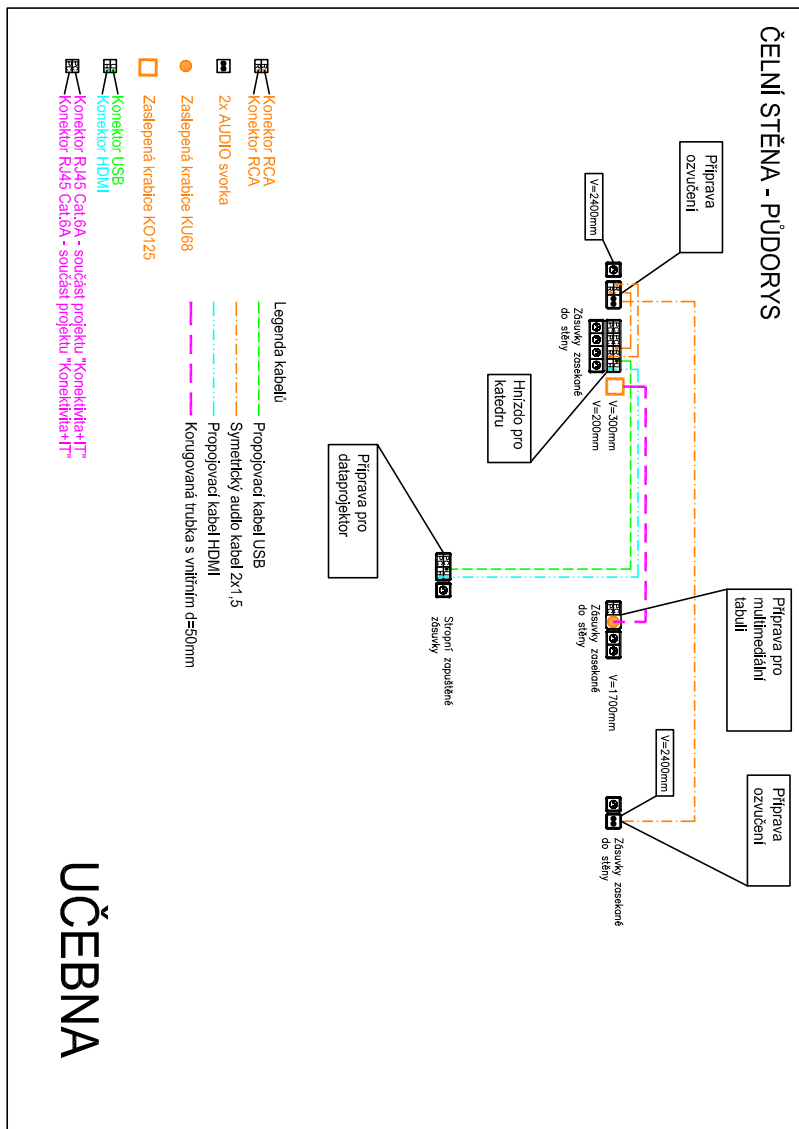 ČELNÍ STĚNA - PŮDORYS
Příprava
ozvučení
V=2400mm
Zásuvky zasekané
do stěny
V=300mm
V=200mm
Hnízdo pro
katedru
Příprava pro
dataprojektor
Stropní zapuštěné
zásuvky
Příprava pro
multimediální
tabuli
Zásuvky zasekané
do stěny
V=1700mm
Příprava
ozvučení
V=2400mm
Zásuvky zasekané
do stěny
Konektor RCA
Konektor RCA
2x AUDIO svorka
Zaslepená krabice KU68
Zaslepená krabice KO125
Konektor USB
Konektor HDMI
Konektor RJ45 Cat.6A - součást projektu "Konektivita+IT"
Konektor RJ45 Cat.6A - součást projektu "Konektivita+IT"
Legenda kabelů
Propojovací kabel USB
Symetrický audio kabel 2x1,5
Propojovací kabel HDMI
Korugovaná trubka s vnitřním d=50mm
UČEBNA